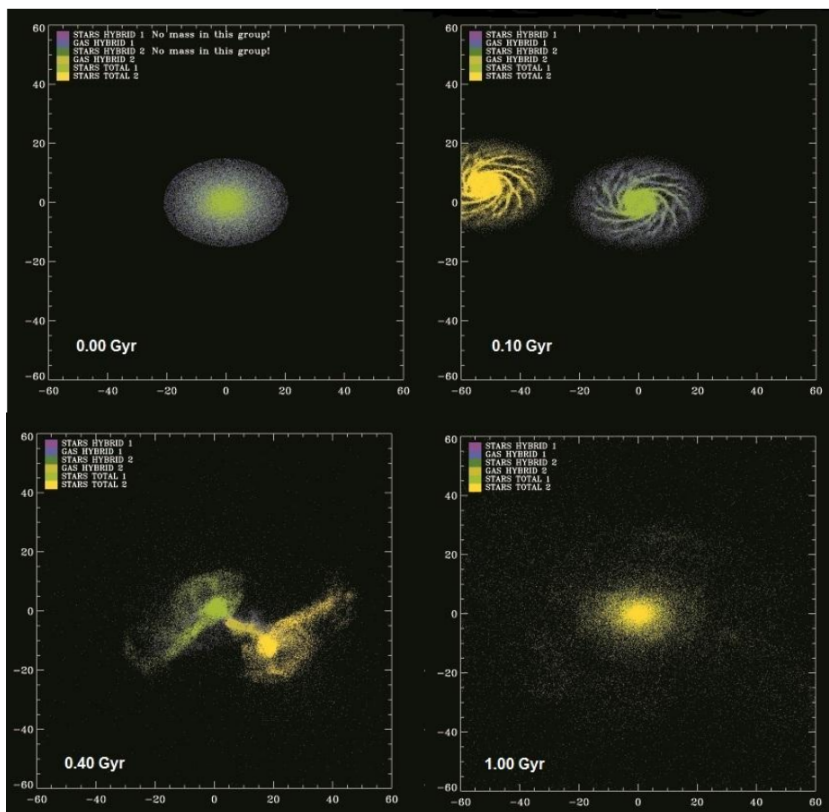 STARS HYBRID 1 No mass in this group!
GAS HYBRID 1
STARS HYBRID 2 No mass in this group!
GAS HYBRID 2
STARS TOTAL 1
STARS TOTAL 2
60
40
20
0
−20
−40
−60
0.00 Gyr
−60 −40 −20 0 20 40 60
STARS HYBRID 1
GAS HYBRID 1
STARS HYBRID 2
GAS HYBRID 2
STARS TOTAL 1
STARS TOTAL 2
60
40
20
0
−20
−40
−60
0.10 Gyr
−60 −40 −20 0 20 40 60
STARS HYBRID 1
GAS HYBRID 1
STARS HYBRID 2
GAS HYBRID 2
STARS TOTAL 1
STARS TOTAL 2
60
40
20
0
−20
−40
−60
0.40 Gyr
−60 −40 −20 0 20 40 60
STARS HYBRID 1
GAS HYBRID 1
STARS HYBRID 2
GAS HYBRID 2
STARS TOTAL 1
STARS TOTAL 2
60
40
20
0
−20
−40
−60
1.00 Gyr
−60 −40 −20 0 20 40 60